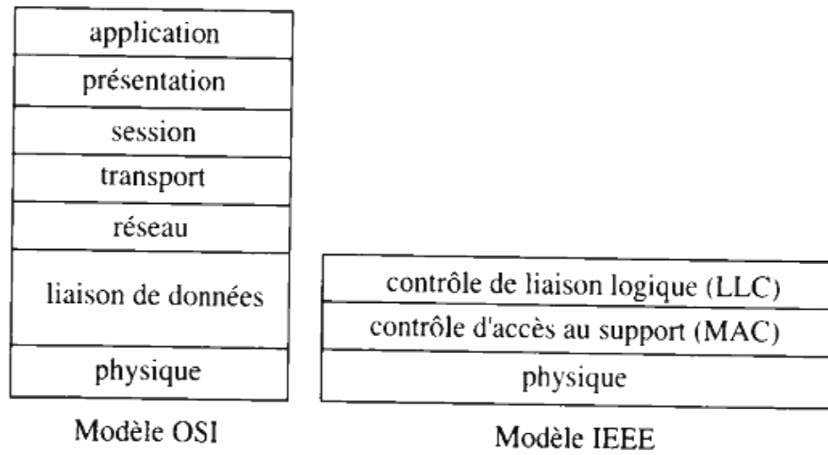 application
présentation
session
transport
réseau
liaison de données
physique
Modèle OSI
contrôle de liaison logique (LLC)
contrôle d'accès au support (MAC)
physique
Modèle IEEE